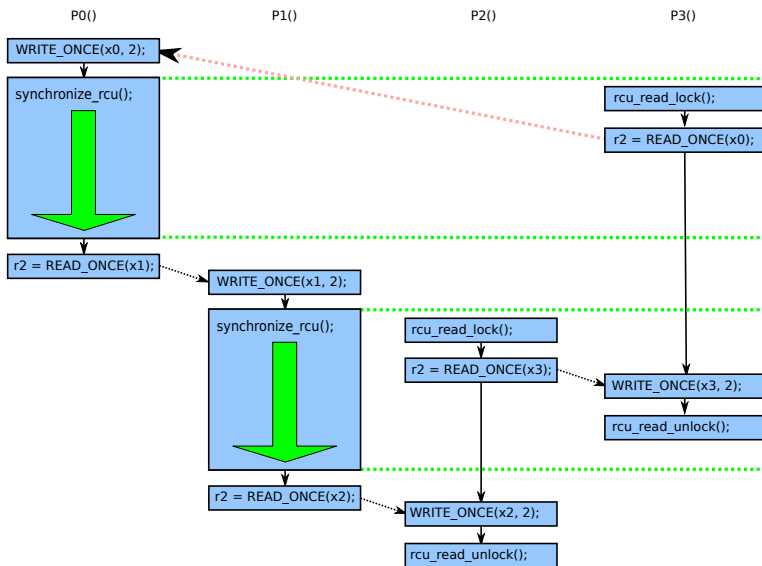 P0()
P1()
P2()
P3()
WRITE_ONCE(x0, 2);
synchronize_rcu();
r2 = READ_ONCE(x1);
WRITE_ONCE(x1, 2);
synchronize_rcu();
r2 = READ_ONCE(x2);
rcu_read_lock();
r2 = READ_ONCE(x3);
WRITE_ONCE(x2, 2);
rcu_read_unlock();
rcu_read_lock();
r2 = READ_ONCE(x0);
WRITE_ONCE(x3, 2);
rcu_read_unlock();